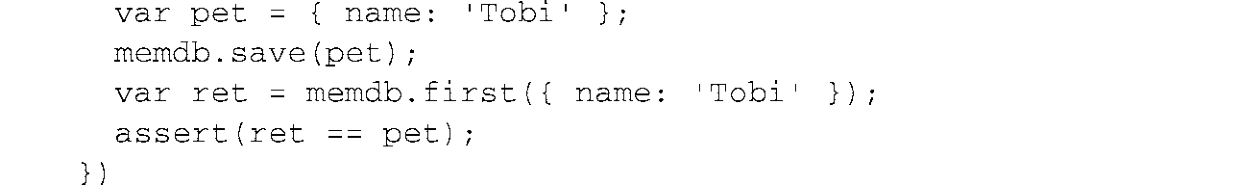 var pet = { name: 'Tobi' };
memdb.save(pet);
var ret = memdb.first({ name: 'Tobi' });
assert(ret == pet);
})